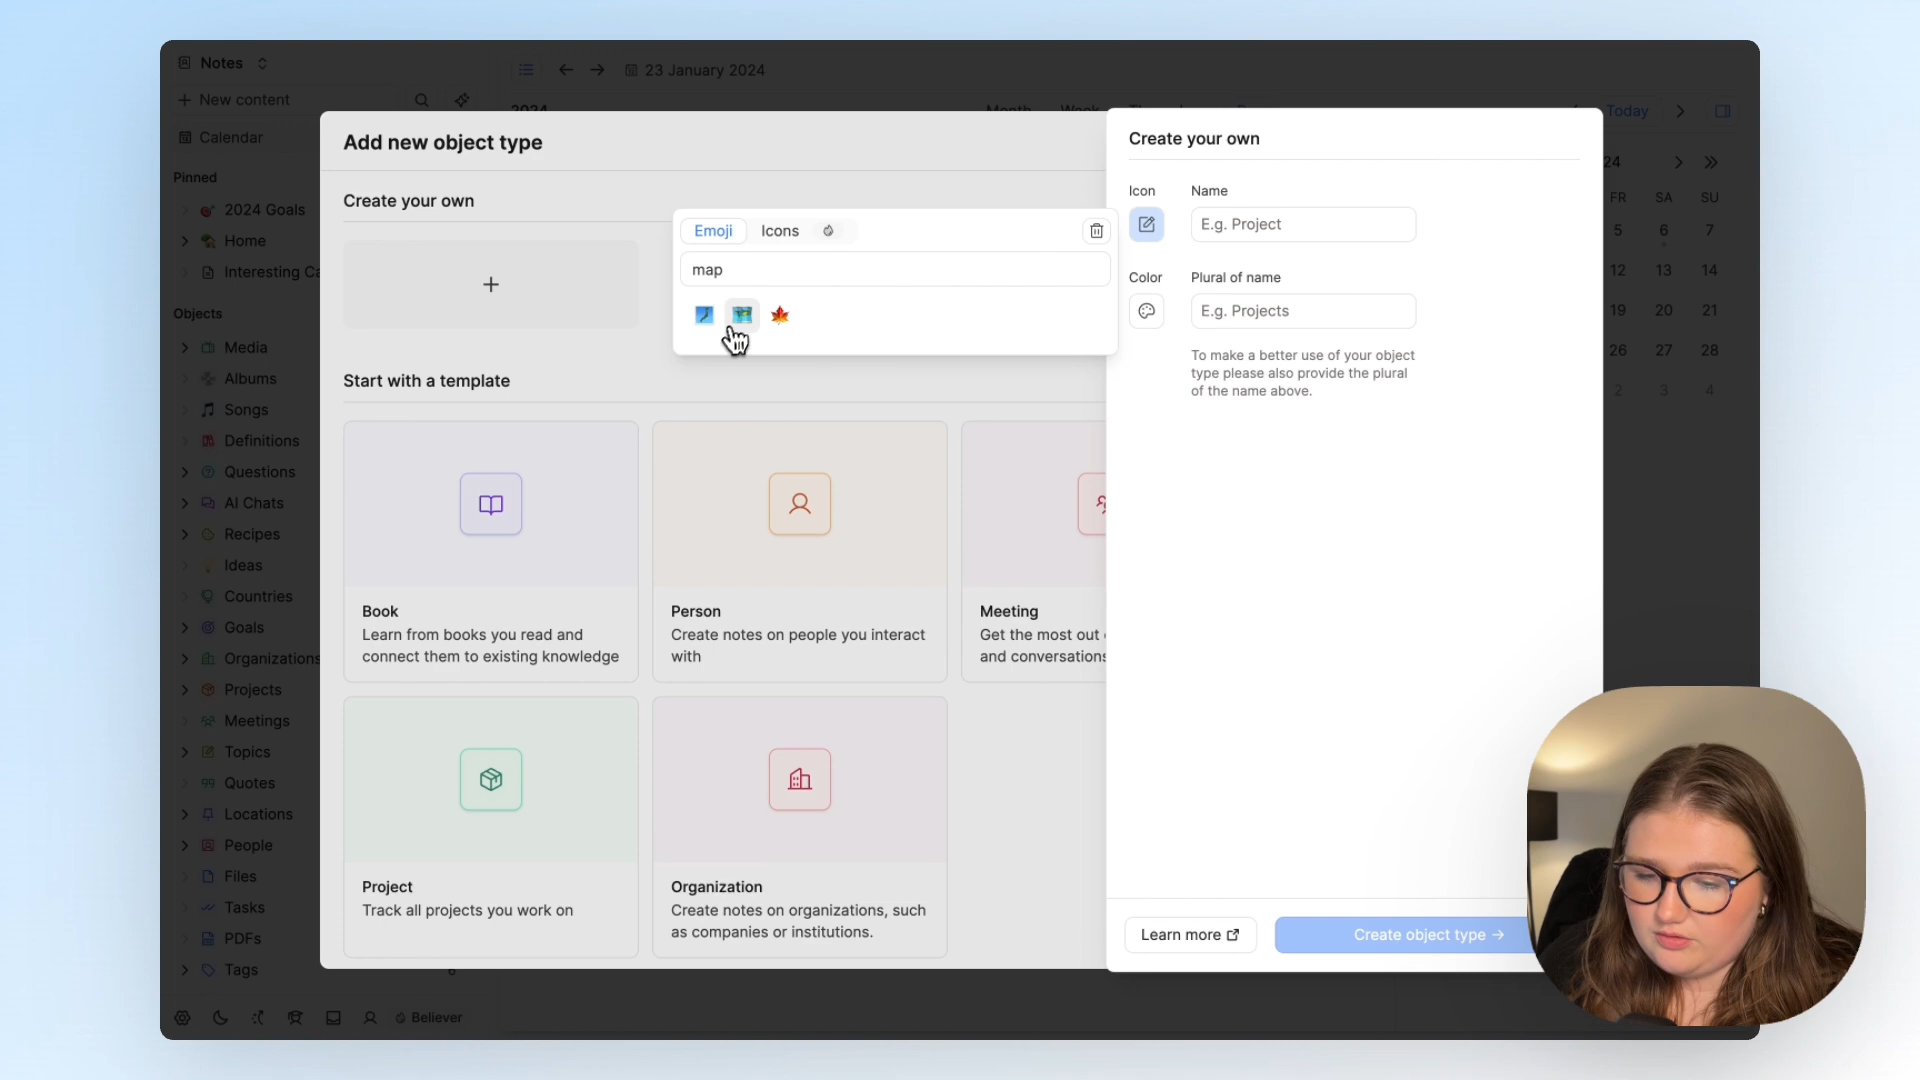 Notes
New content
Calendar
Pinned
2024 Goals
Home
Interesting Ca
Objects
Media
Albums
Songs
Definitions
Questions
AI Chats
Recipes
Ideas
Countries
Goals
Organizations
Projects
Meetings
Topics
Quotes
Locations
People
Files
Tasks
PDFs
Tags
Believer
23 January 2024
2024
Month
Week
Today
24
FR SA SU
5 6 7
12 13 14
19 20 21
26 27 28
2 3 4
Add new object type
Create your own
Emoji
Icons
map
Start with a template
Book
Learn from books you read and
connect them to existing knowledge
Person
Create notes on people you interact
with
Meeting
Get the most out
and conversations
Project
Track all projects you work on
Organization
Create notes on organizations, such
as companies or institutions.
Create your own
Icon
Name
E.g. Project
Color
Plural of name
E.g. Projects
To make a better use of your object
type please also provide the plural
of the name above.
Learn more
Create object type →